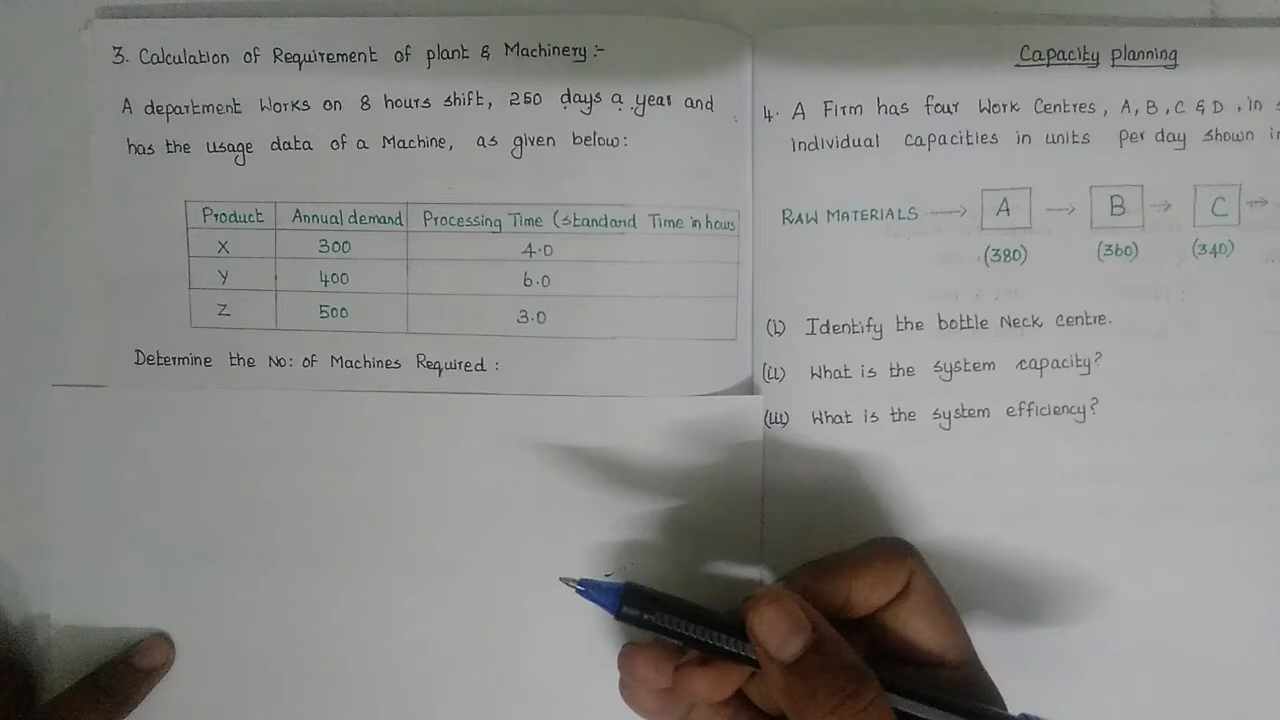 3. Calculation of Requirement of plant & Machinery :-
A department Works on 8 hours shift, 250 days a year and
has the usage data of a Machine, as given below:
Product Annual demand Processing Time (standard Time in hours
X 300 4.0
Y 400 6.0
Z 500 3.0
Determine the No: of Machines Required :
Capacity planning
4. A Firm has four Work Centres, A, B, C & D, in
individual capacities in units per day shown in
RAW MATERIALS → A → B → C →
(380) (360) (340)
(i) Identify the bottle Neck centre.
(ii) What is the system capacity?
(iii) What is the system efficiency?